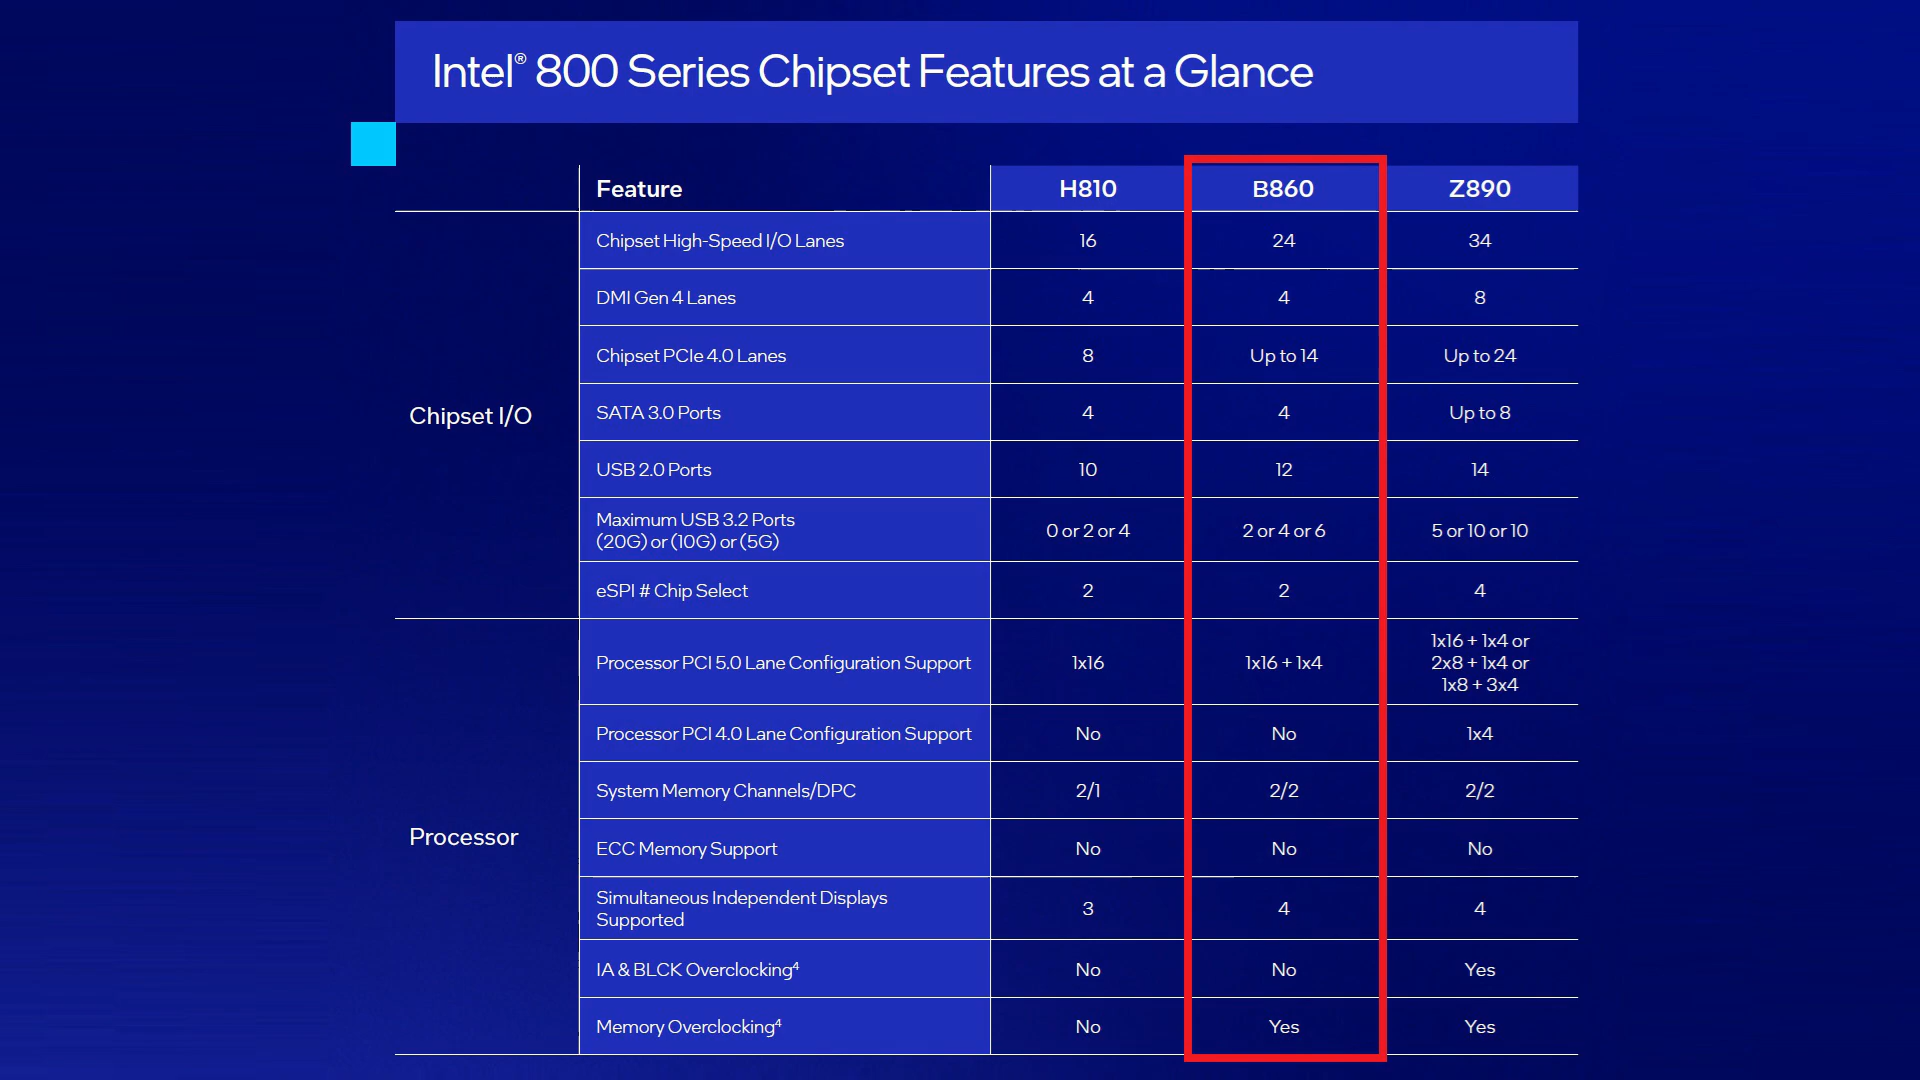 Intel® 800 Series Chipset Features at a Glance
Feature H810 B860 Z890
Chipset I/O
Chipset High-Speed I/O Lanes 16 24 34
DMI Gen 4 Lanes 4 4 8
Chipset PCIe 4.0 Lanes 8 Up to 14 Up to 24
SATA 3.0 Ports 4 4 Up to 8
USB 2.0 Ports 10 12 14
Maximum USB 3.2 Ports
(20G) or (10G) or (5G) 0 or 2 or 4 2 or 4 or 6 5 or 10 or 10
eSPI # Chip Select 2 2 4
Processor
Processor PCI 5.0 Lane Configuration Support 1x16 1x16 + 1x4 1x16 + 1x4 or
2x8 + 1x4 or
1x8 + 3x4
Processor PCI 4.0 Lane Configuration Support No No 1x4
System Memory Channels/DPC 2/1 2/2 2/2
ECC Memory Support No No No
Simultaneous Independent Displays
Supported 3 4 4
IA & BLCK Overclocking⁴ No No Yes
Memory Overclocking⁴ No Yes Yes